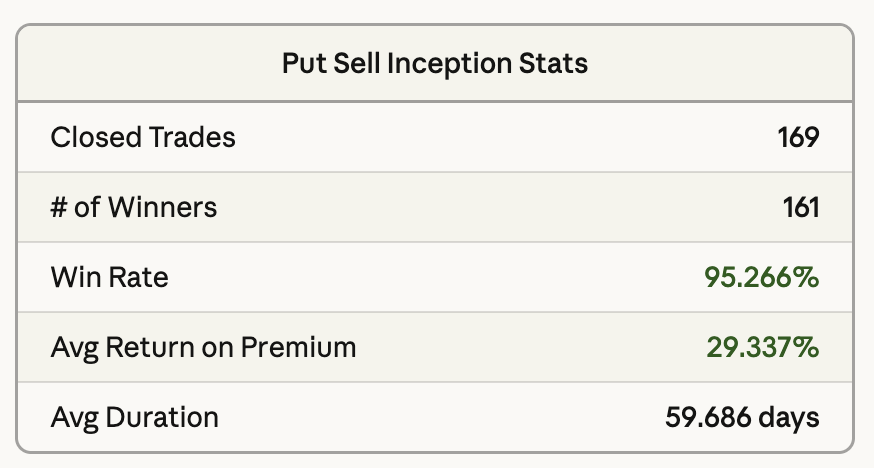 Put Sell Inception Stats
Closed Trades 169
# of Winners 161
Win Rate 95.266%
Avg Return on Premium 29.337%
Avg Duration 59.686 days